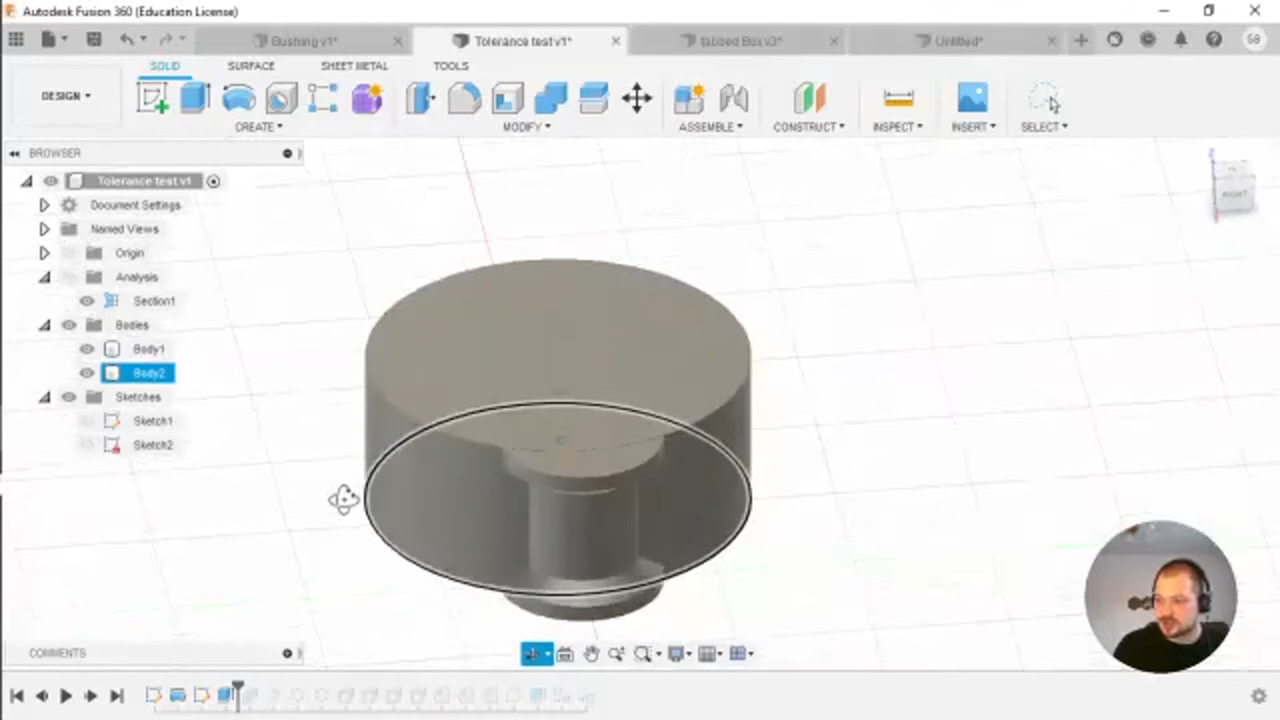 Autodesk Fusion 360 (Education License)
Bushing v1*
Tolerance test v1*
tabbed Box v3*
Untitled*
SB
SOLID
SURFACE
SHEET METAL
TOOLS
DESIGN
CREATE
MODIFY
ASSEMBLE
CONSTRUCT
INSPECT
INSERT
SELECT
BROWSER
Tolerance test v1
Document Settings
Named Views
Origin
Analysis
Section1
Bodies
Body1
Body2
Sketches
Sketch1
Sketch2
COMMENTS